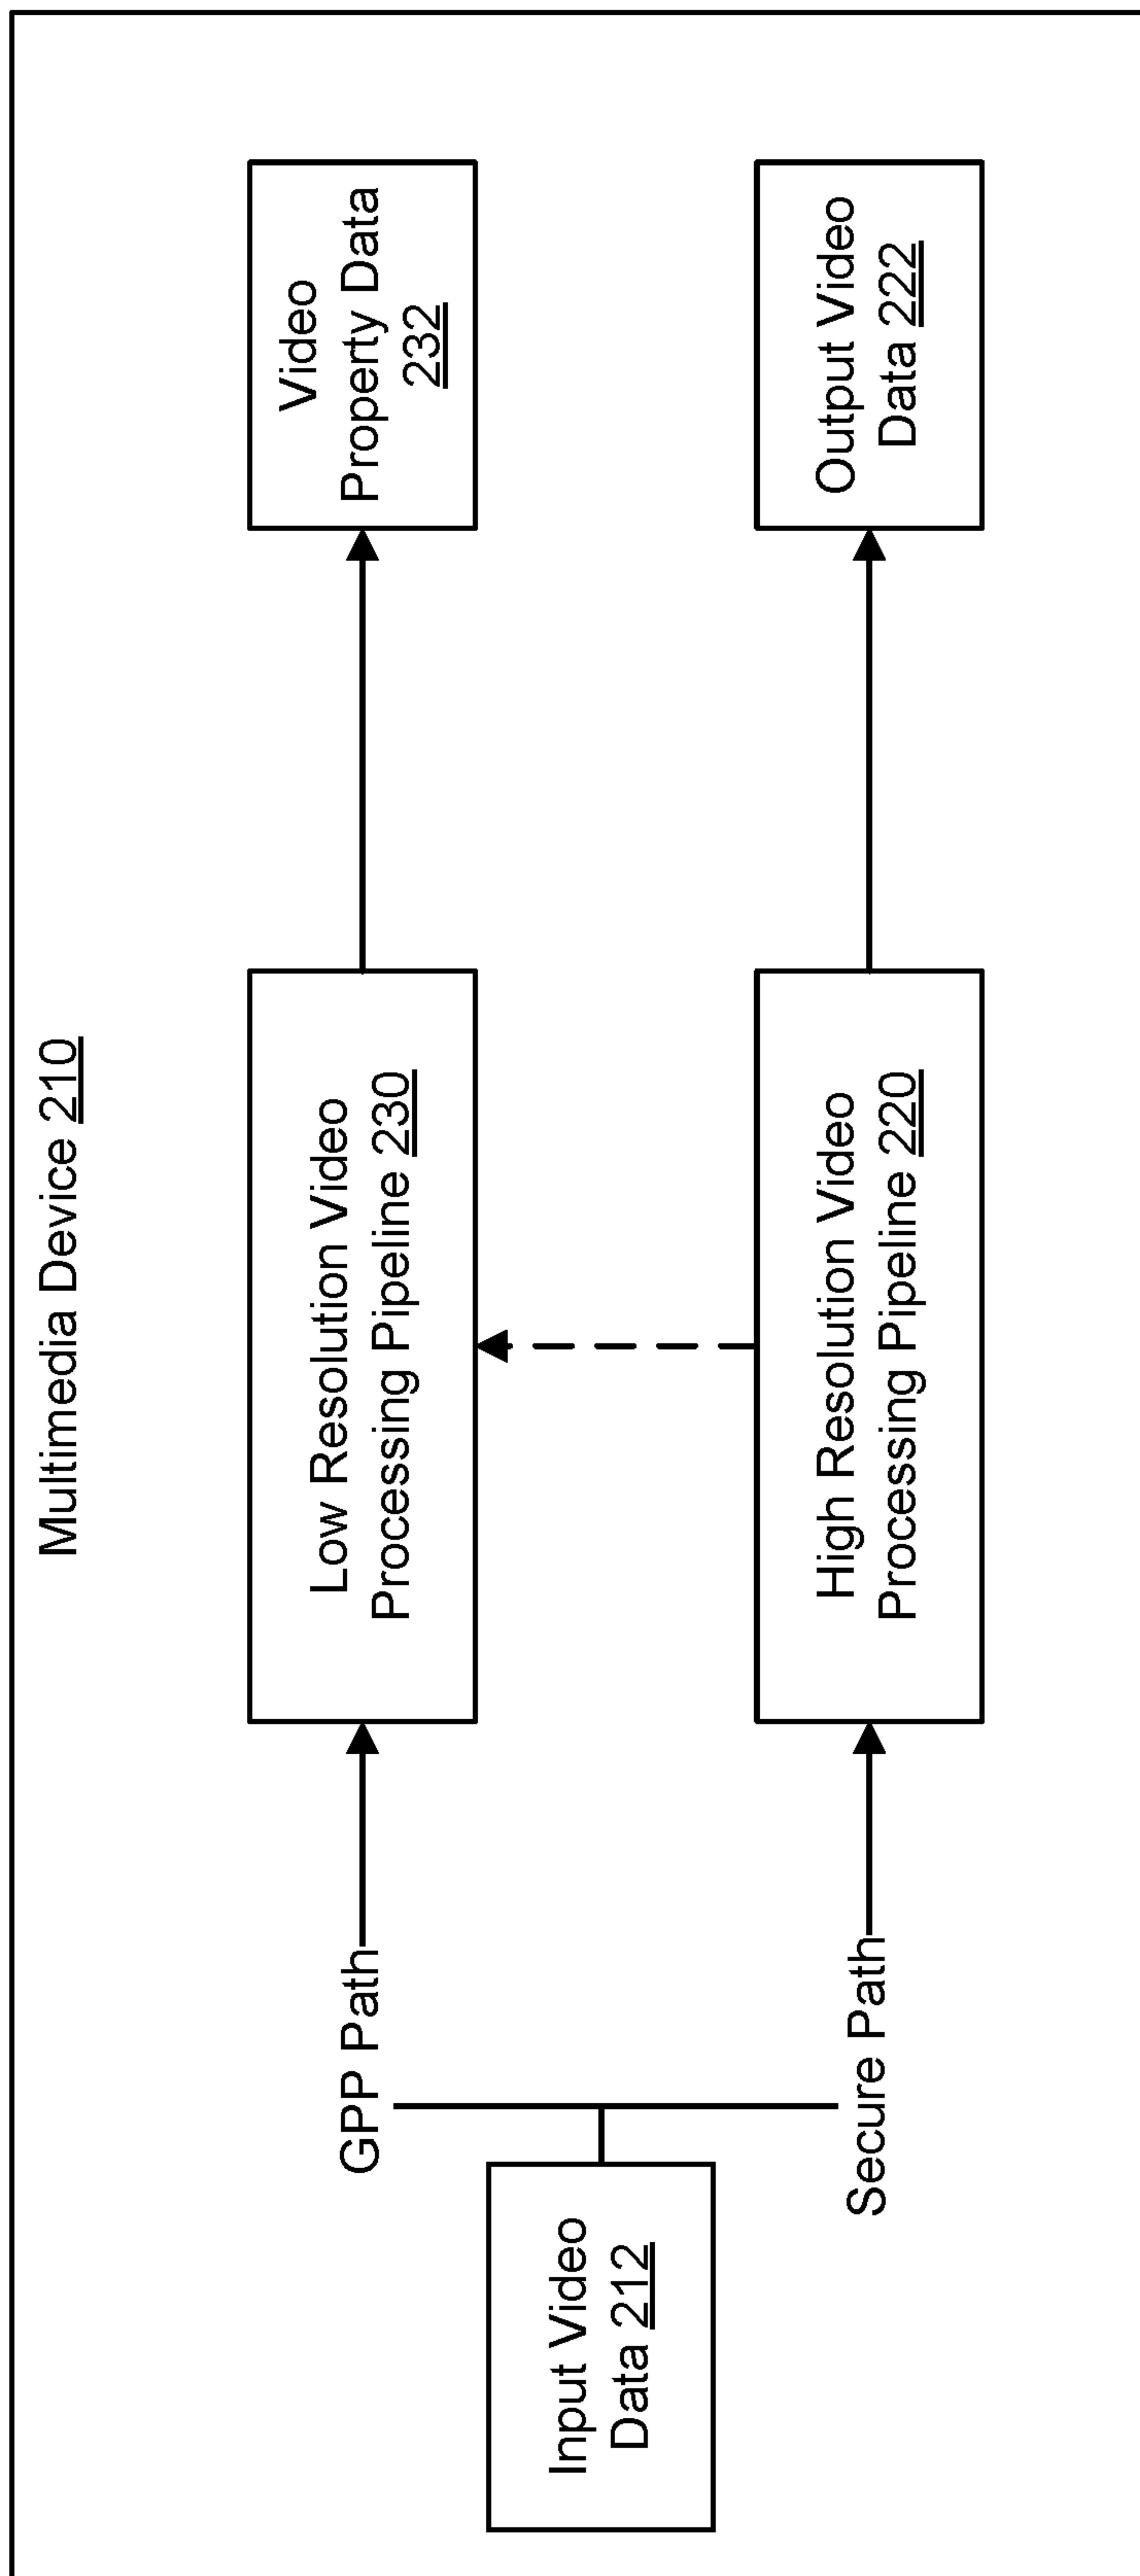 Multimedia Device 210
Input Video
Data 212
GPP Path
Low Resolution Video
Processing Pipeline 230
Video
Property Data
232
Secure Path
High Resolution Video
Processing Pipeline 220
Output Video
Data 222